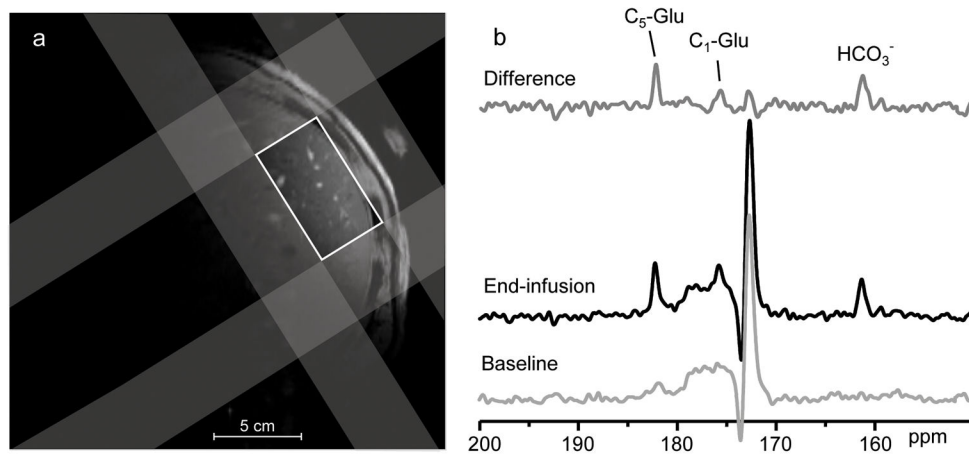 a
5 cm
b
C₅-Glu
C₁-Glu
HCO₃⁻
Difference
End-infusion
Baseline
200
190
180
170
160
ppm